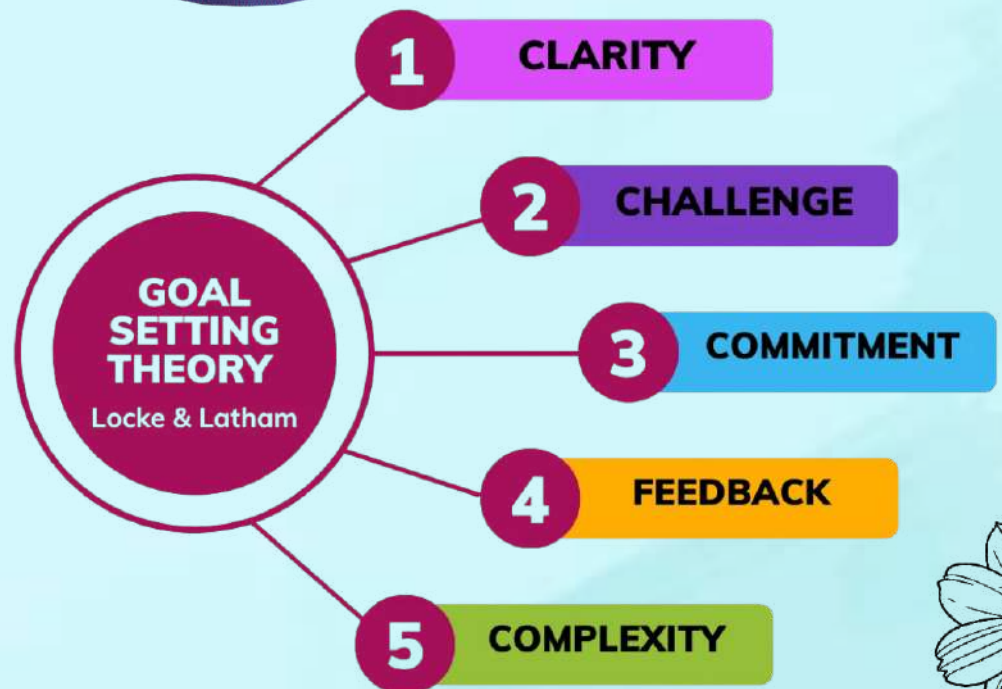 1 CLARITY
2 CHALLENGE
GOAL
SETTING
THEORY
Locke & Latham
3 COMMITMENT
4 FEEDBACK
5 COMPLEXITY